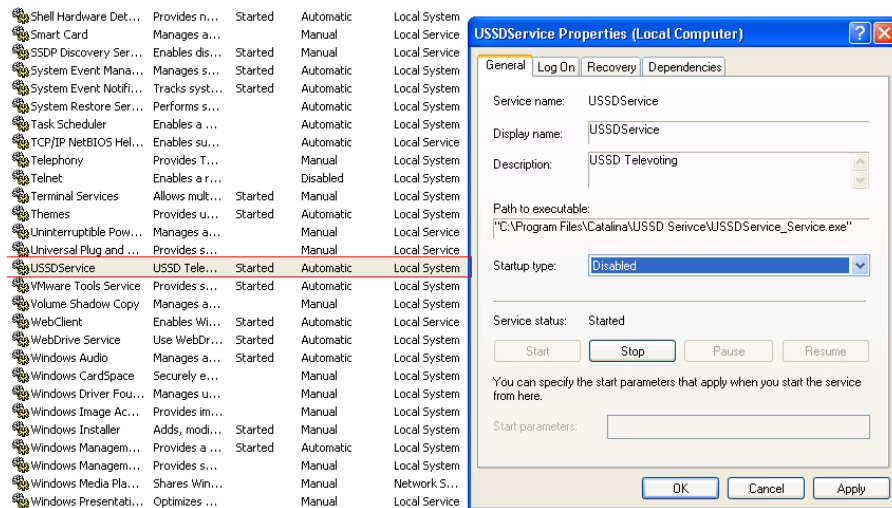 Shell Hardware Det... Provides n... Started Automatic Local System
Smart Card Manages a... Manual Local Service
SSDP Discovery Ser... Enables dis... Started Manual Local Service
System Event Mana... Manages s... Started Automatic Local System
System Event Notifi... Tracks syst... Started Automatic Local System
System Restore Ser... Performs s... Automatic Local System
Task Scheduler Enables a ... Automatic Local System
TCP/IP NetBIOS Hel... Enables su... Automatic Local Service
Telephony Provides T... Manual Local System
Telnet Enables a r... Disabled Local System
Terminal Services Allows mult... Started Manual Local System
Themes Provides u... Started Automatic Local System
Uninterruptible Pow... Manages a... Manual Local Service
Universal Plug and ... Provides s... Manual Local Service
USSDService USSD Tele... Started Automatic Local System
VMware Tools Service Provides s... Started Automatic Local System
Volume Shadow Copy Manages a... Manual Local System
WebClient Enables Wi... Started Automatic Local Service
WebDrive Service Use WebDr... Started Automatic Local System
Windows Audio Manages a... Started Automatic Local System
Windows CardSpace Securely e... Manual Local System
Windows Driver Fou... Manages u... Manual Local System
Windows Image Ac... Provides im... Manual Local System
Windows Installer Adds, modi... Started Manual Local System
Windows Managem... Provides a ... Started Automatic Local System
Windows Managem... Provides s... Manual Local System
Windows Media Pla... Shares Win... Manual Network S...
Windows Presentati... Optimizes ... Manual Local Service
USSDService Properties (Local Computer)
General Log On Recovery Dependencies
Service name: USSDService
Display name: USSDService
Description: USSD Televoting
Path to executable:
"C:\Program Files\Catalina\USSD Serivce\USSDService_Service.exe"
Startup type: Disabled
Service status: Started
Start Stop Pause Resume
You can specify the start parameters that apply when you start the service
from here.
Start parameters:
OK Cancel Apply